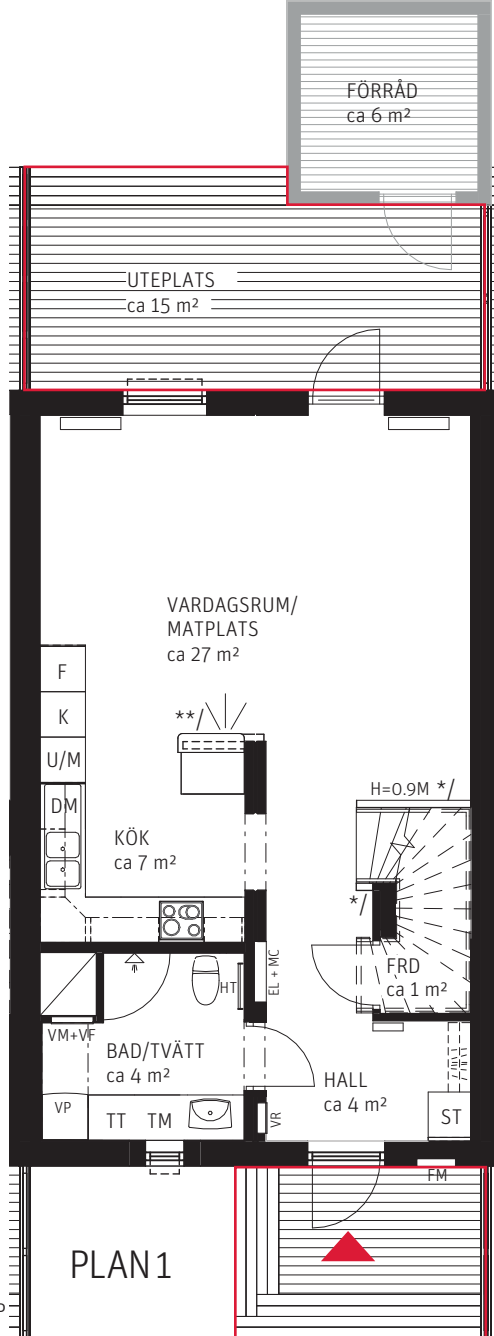 FÖRRÅD
ca 6 m²
UTEPLATS
ca 15 m²
VARDAGSRUM/
MATPLATS
ca 27 m²
F
K
U/M
**/
DM
H=0.9M */
KÖK
ca 7 m²
*/
EL + MC
FRD
ca 1 m²
HT
VM+VF
BAD/TVÄTT
ca 4 m²
HALL
ca 4 m²
VP
TT
TM
VR
ST
FM
PLAN 1